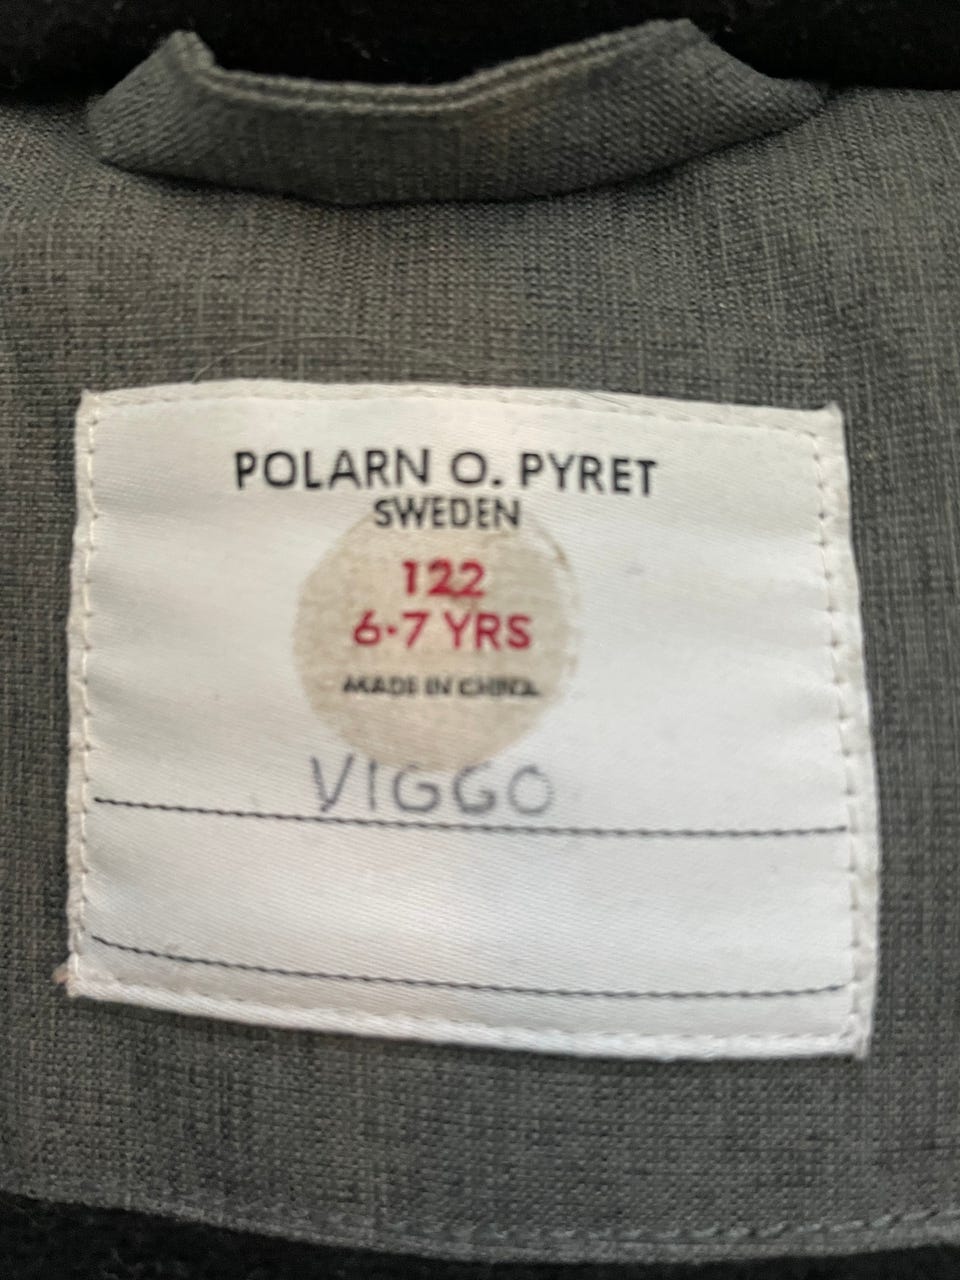 POLARN O. PYRET
SWEDEN
122
6-7 YRS
MADE IN CHINA
VIGGO